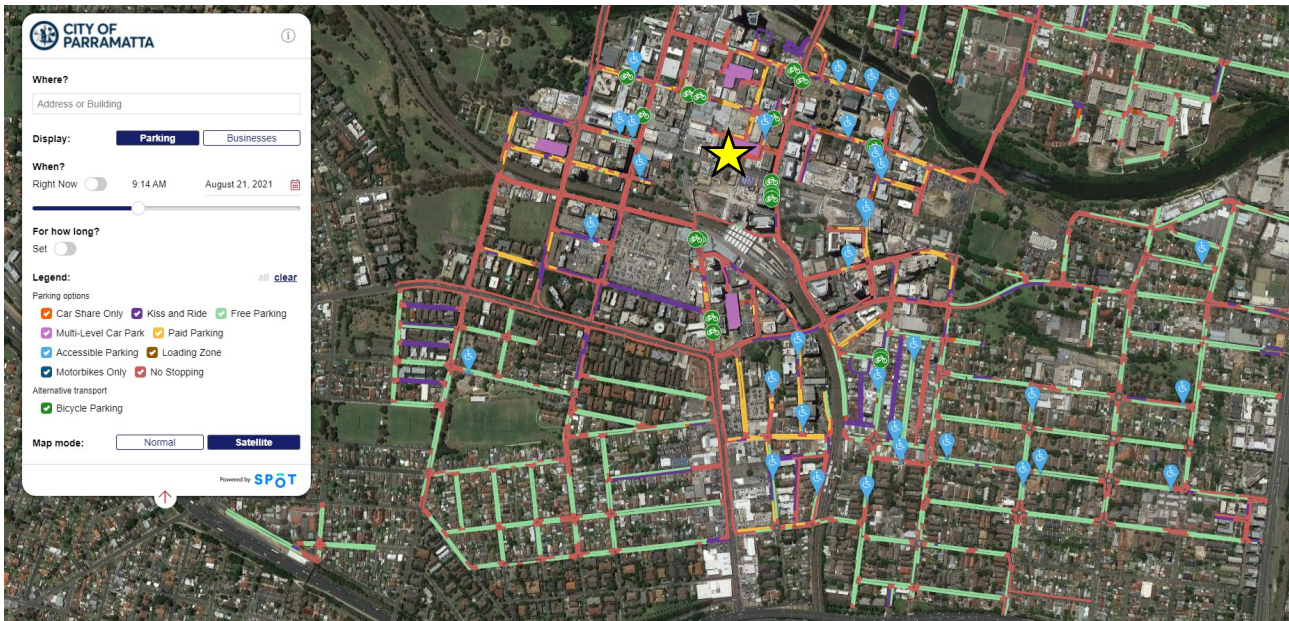 CITY OF
PARRAMATTA
Where?
Address or Building
Display: Parking Businesses
When?
Right Now 9:14 AM August 21, 2021
For how long?
Set
Legend: all clear
Parking options
Car Share Only Kiss and Ride Free Parking
Multi-Level Car Park Paid Parking
Accessible Parking Loading Zone
Motorbikes Only No Stopping
Alternative transport
Bicycle Parking
Map mode: Normal Satellite
Powered by SPOT